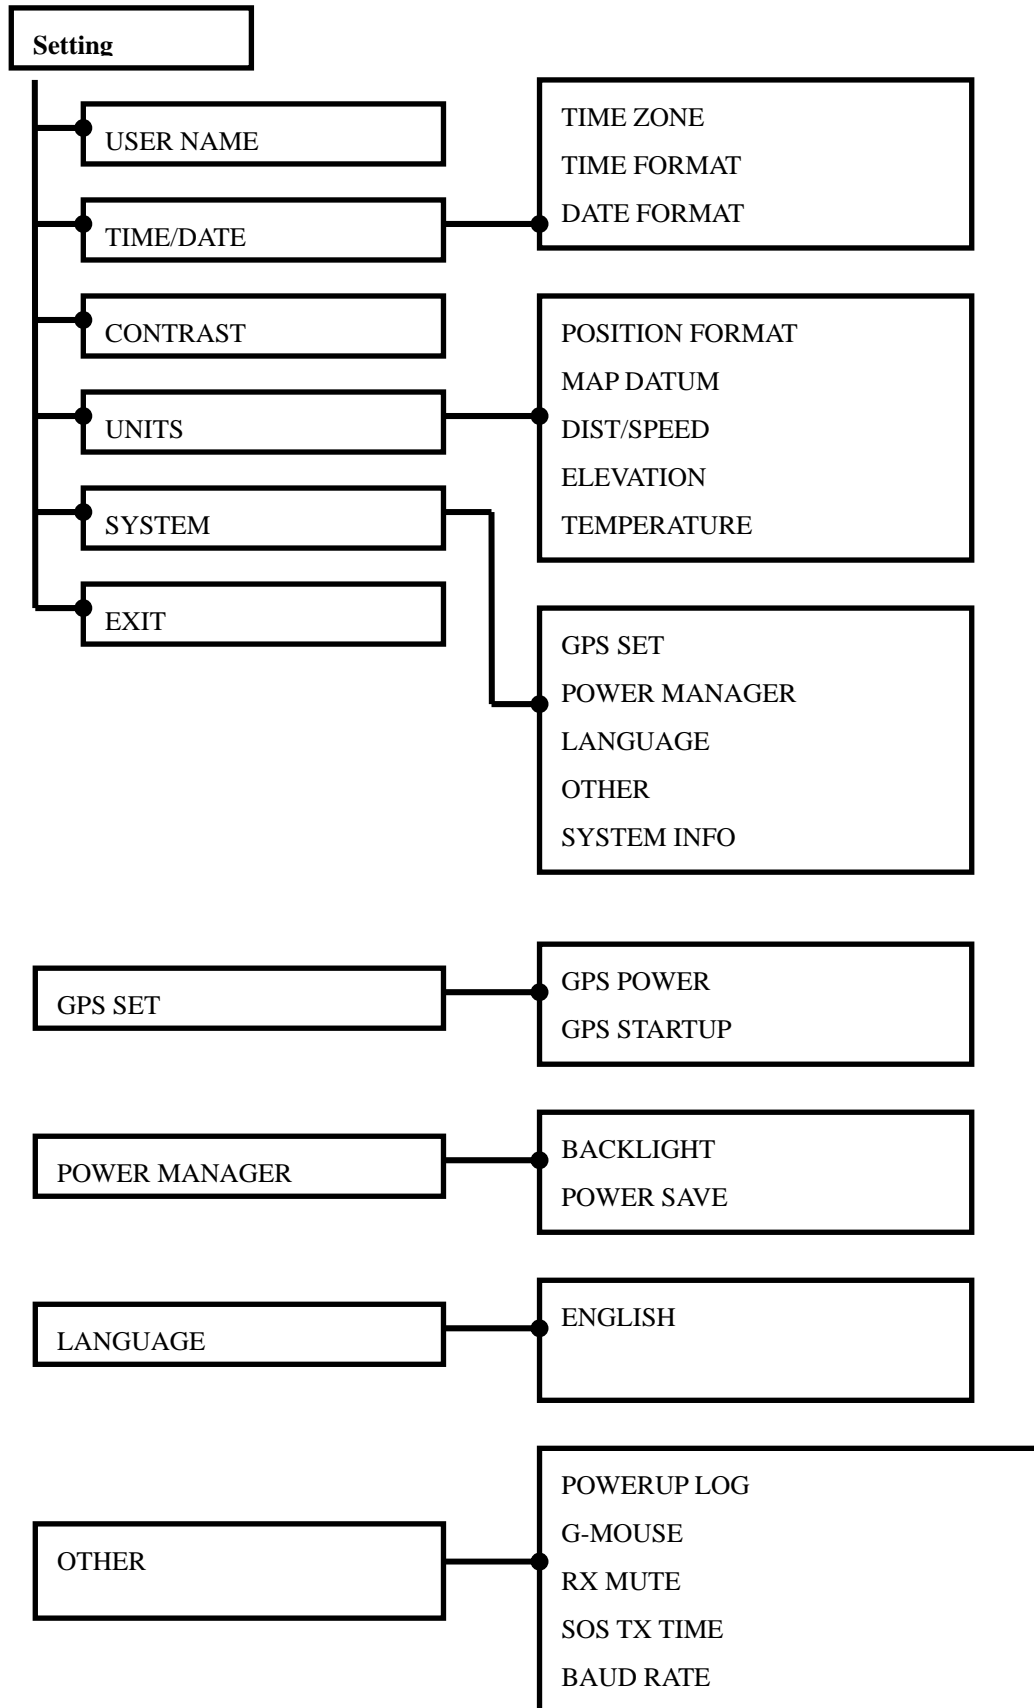 Setting
USER NAME
TIME/DATE
TIME ZONE
TIME FORMAT
DATE FORMAT
CONTRAST
UNITS
POSITION FORMAT
MAP DATUM
DIST/SPEED
ELEVATION
TEMPERATURE
SYSTEM
EXIT
GPS SET
POWER MANAGER
LANGUAGE
OTHER
SYSTEM INFO
GPS SET
GPS POWER
GPS STARTUP
POWER MANAGER
BACKLIGHT
POWER SAVE
LANGUAGE
ENGLISH
OTHER
POWERUP LOG
G-MOUSE
RX MUTE
SOS TX TIME
BAUD RATE